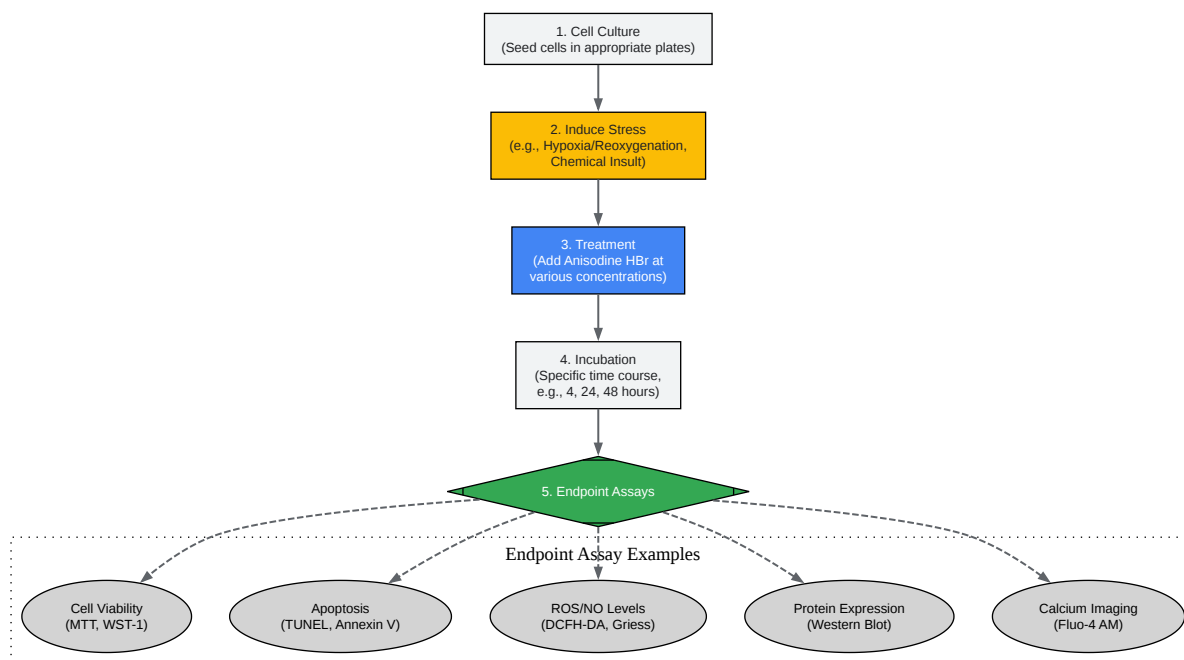 1. Cell Culture
(Seed cells in appropriate plates)
2. Induce Stress
(e.g., Hypoxia/Reoxygenation,
Chemical Insult)
3. Treatment
(Add Anisodine HBr at
various concentrations)
4. Incubation
(Specific time course,
e.g., 4, 24, 48 hours)
5. Endpoint Assays
Endpoint Assay Examples
Cell Viability
(MTT, WST-1)
Apoptosis
(TUNEL, Annexin V)
ROS/NO Levels
(DCFH-DA, Griess)
Protein Expression
(Western Blot)
Calcium Imaging
(Fluo-4 AM)